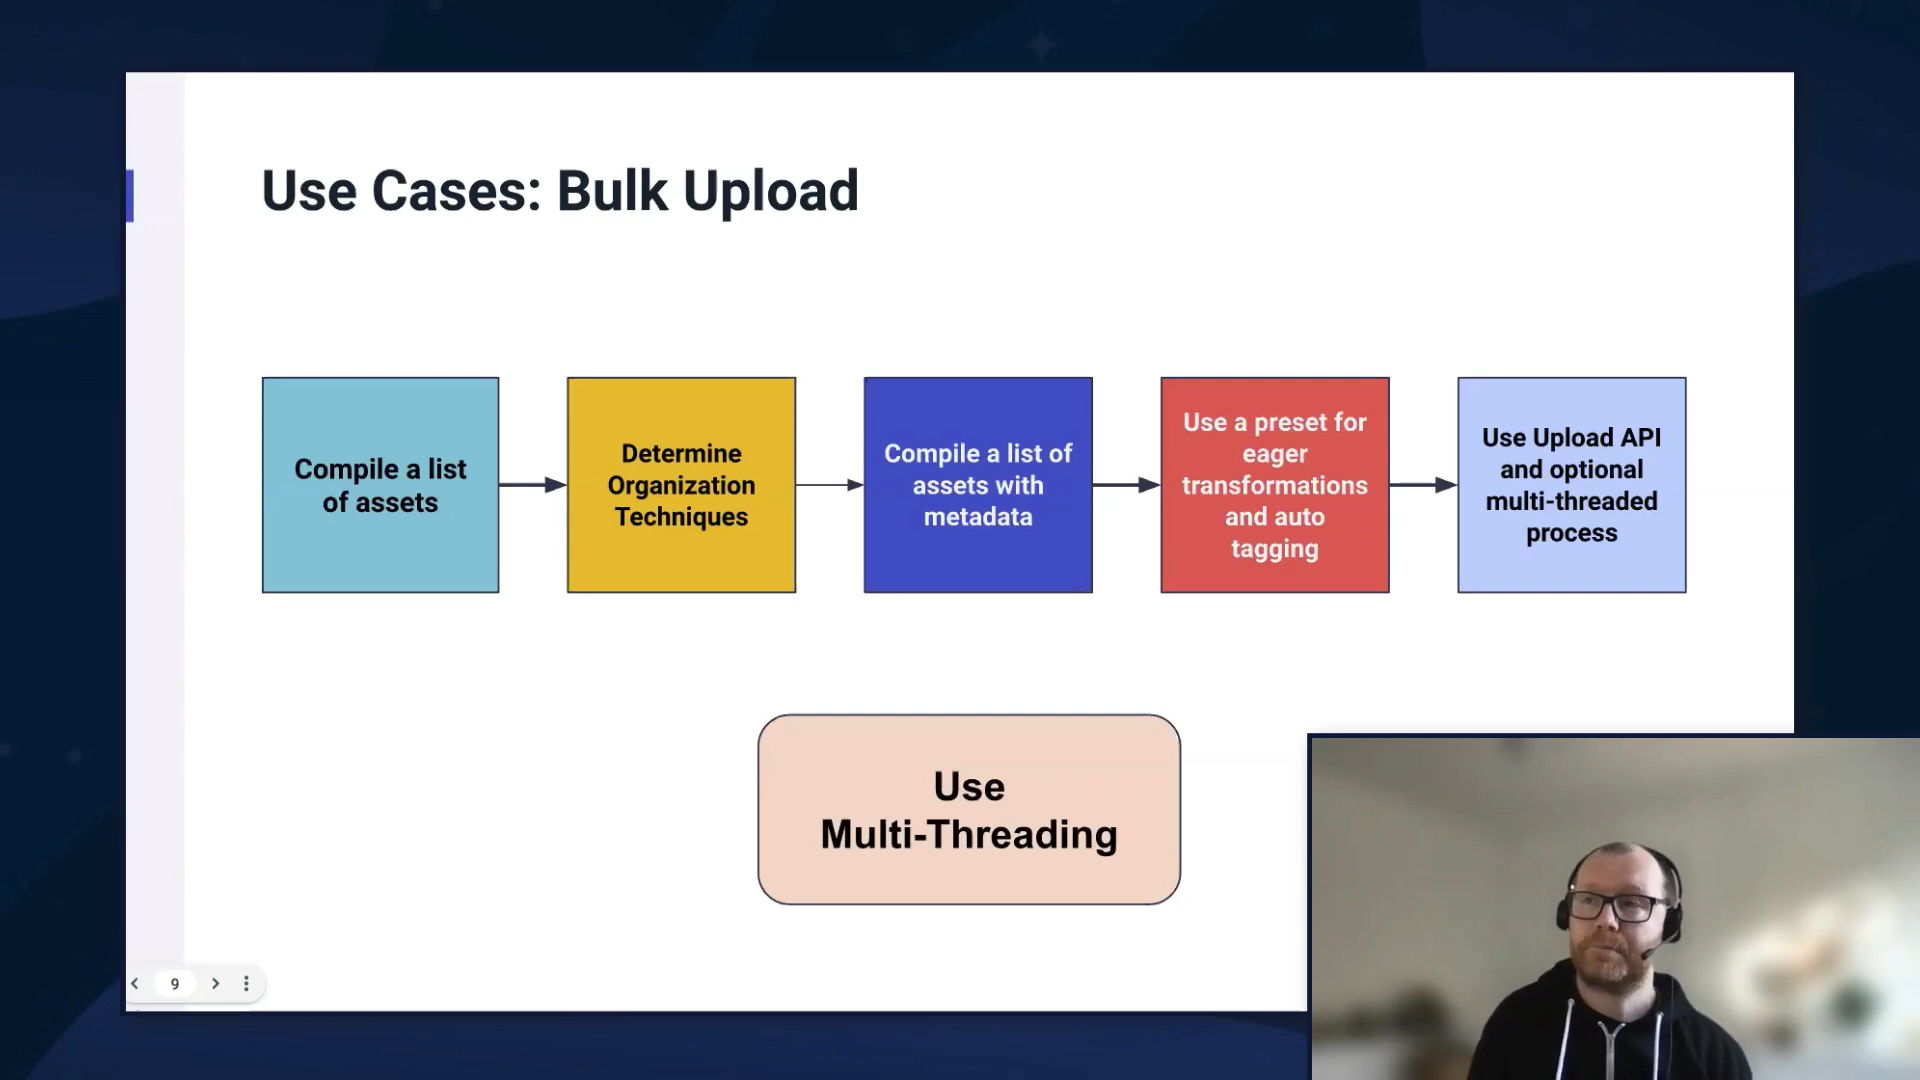 Use Cases: Bulk Upload
Compile a list
of assets
Determine
Organization
Techniques
Compile a list of
assets with
metadata
Use a preset for
eager
transformations
and auto
tagging
Use Upload API
and optional
multi-threaded
process
Use
Multi-Threading
9